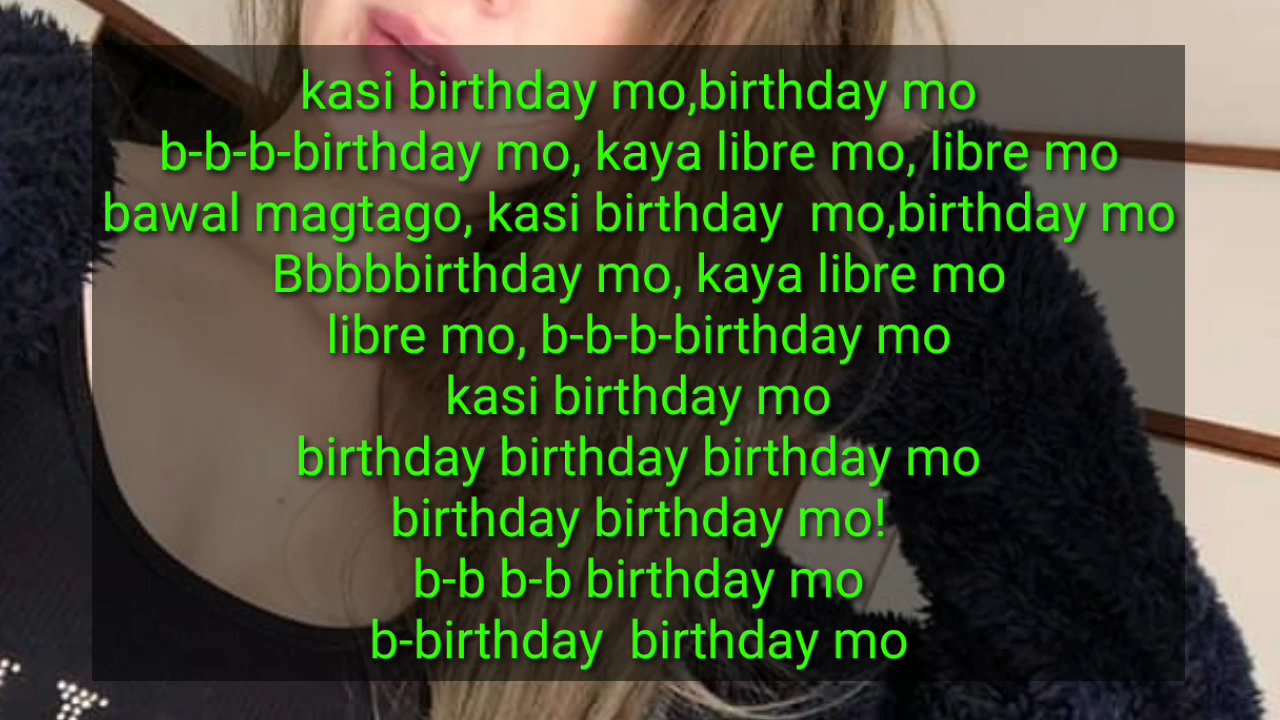 kasi birthday mo,birthday mo
b-b-b-birthday mo, kaya libre mo, libre mo
bawal magtago, kasi birthday  mo,birthday mo
Bbbbbirthday mo, kaya libre mo
libre mo, b-b-b-birthday mo
kasi birthday mo
birthday birthday birthday mo
birthday birthday mo!
b-b b-b birthday mo
b-birthday  birthday mo